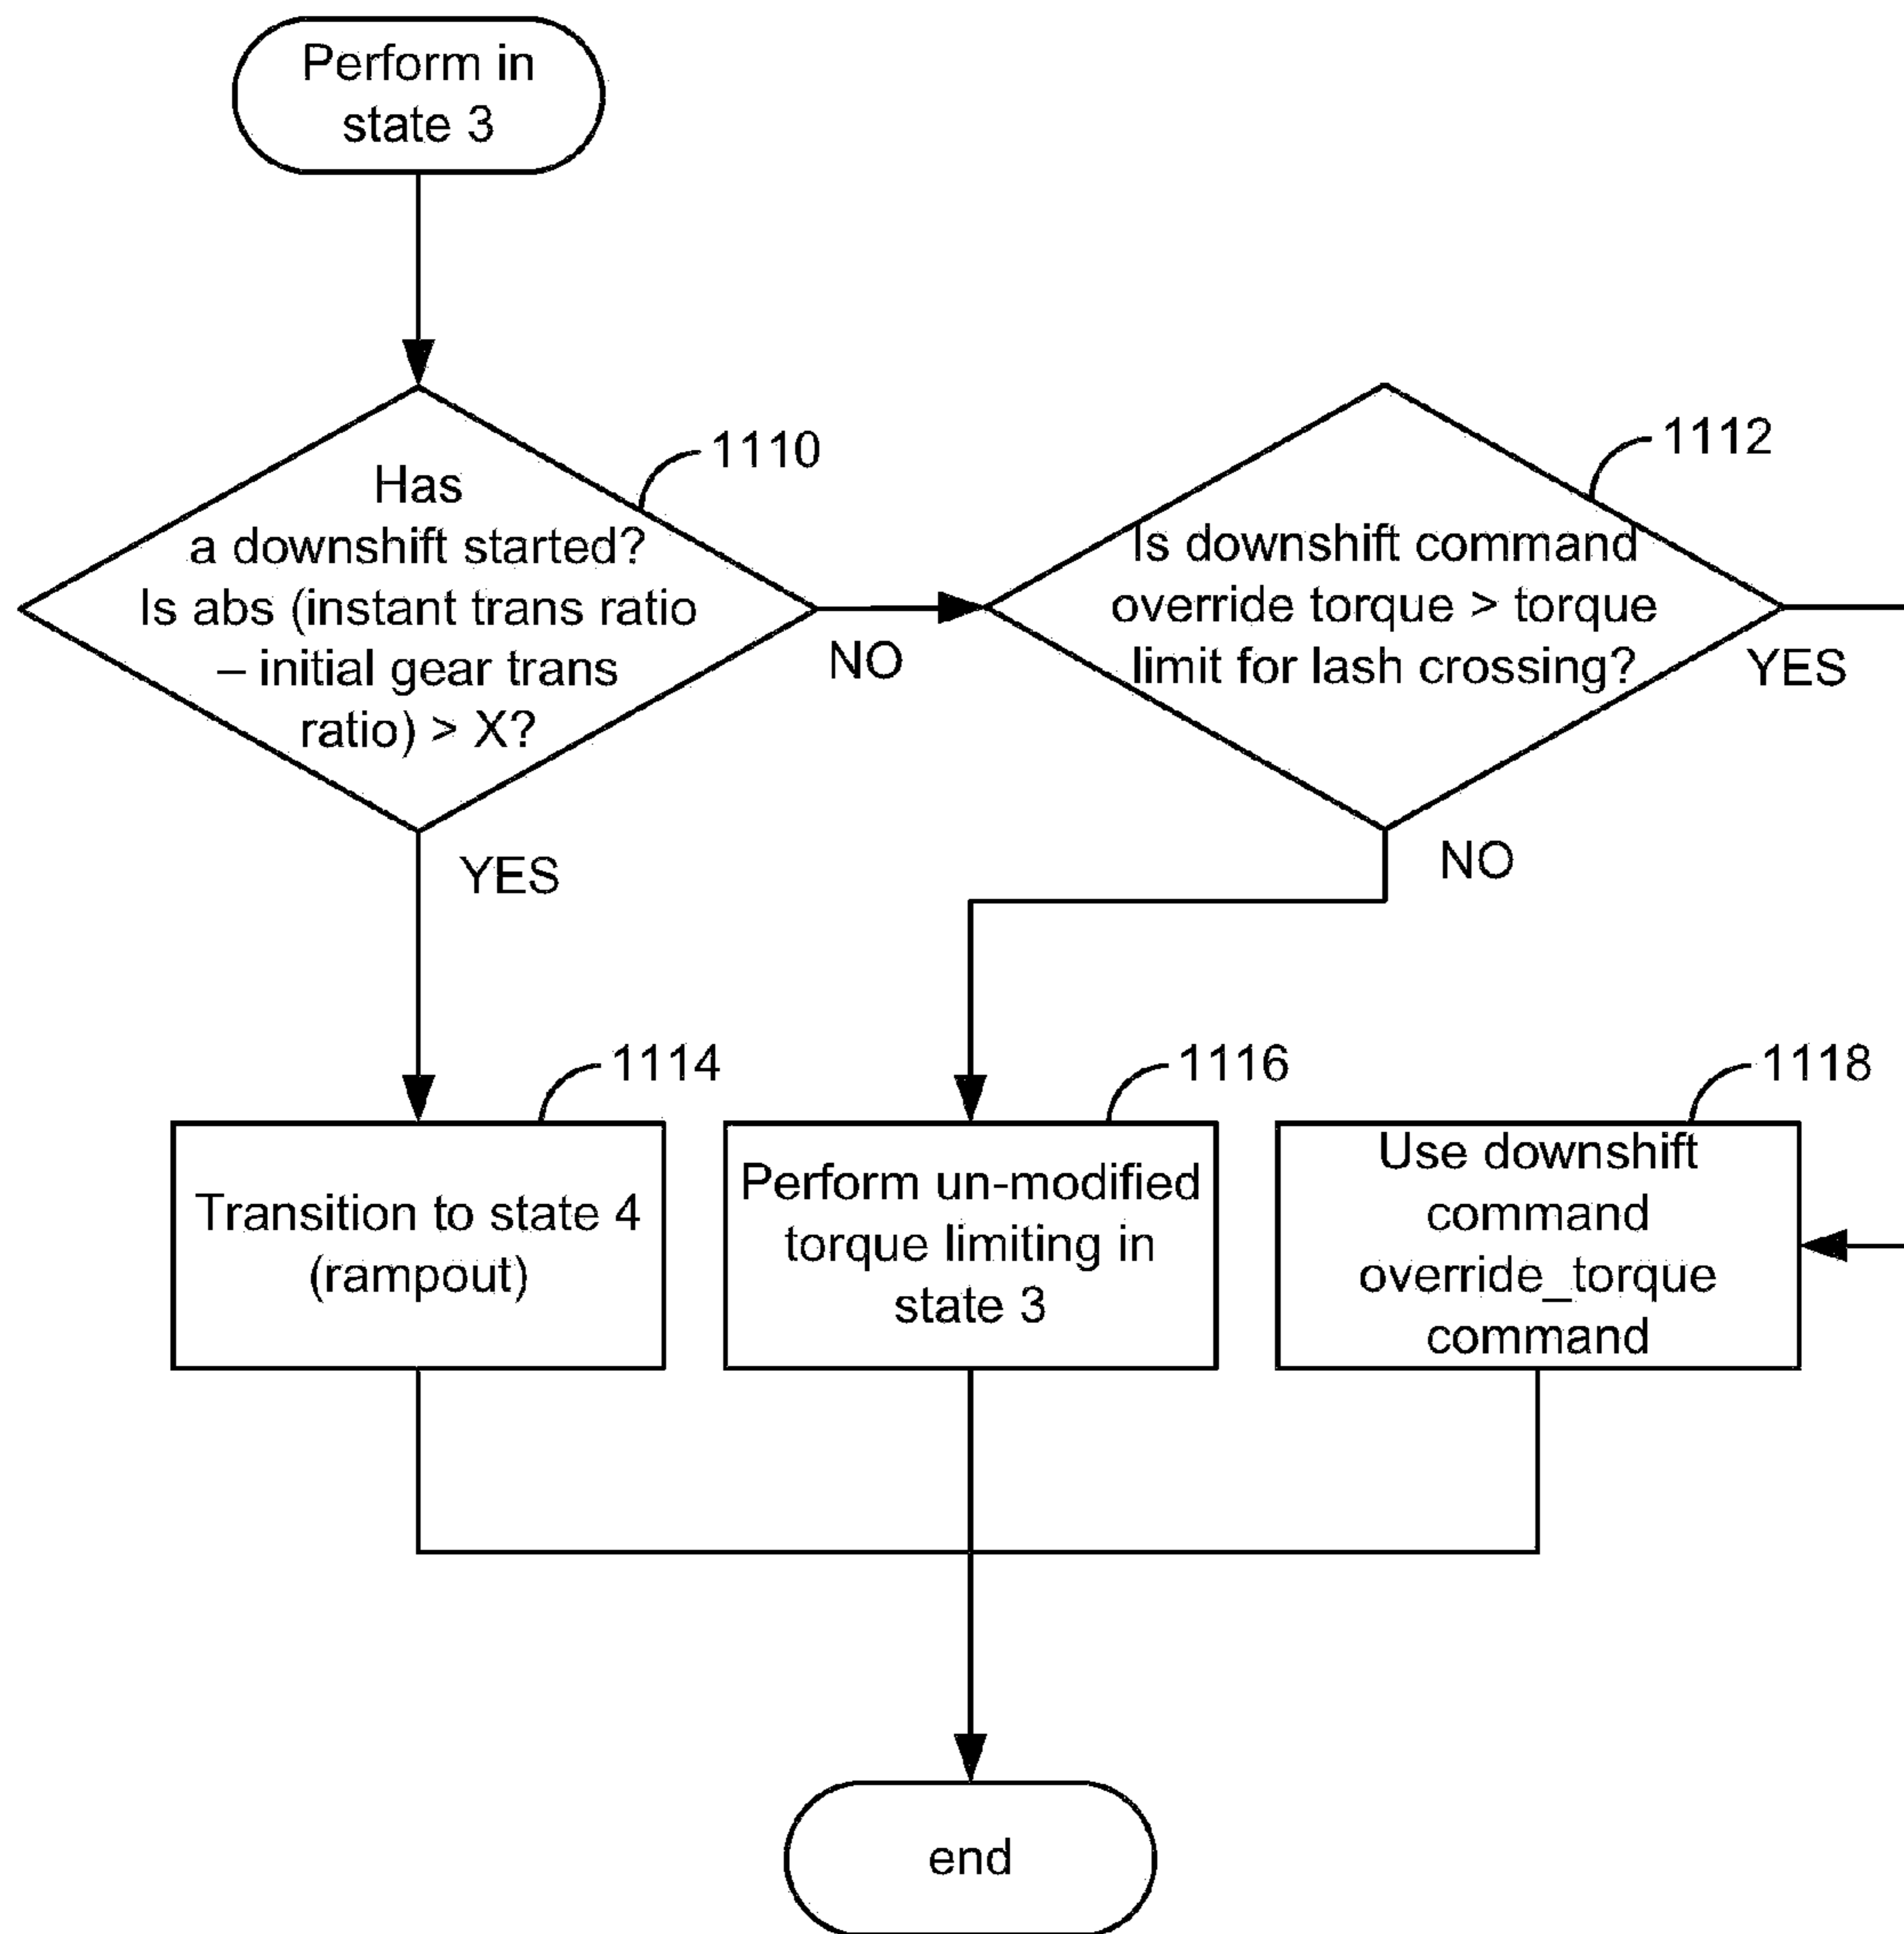 Perform in
state 3
1110
Has
a downshift started?
Is abs (instant trans ratio
– initial gear trans
ratio) > X?
NO
YES
1112
Is downshift command
override torque > torque
limit for lash crossing?
YES
NO
1114
Transition to state 4
(rampout)
1116
Perform un-modified
torque limiting in
state 3
1118
Use downshift
command
override_torque
command
end